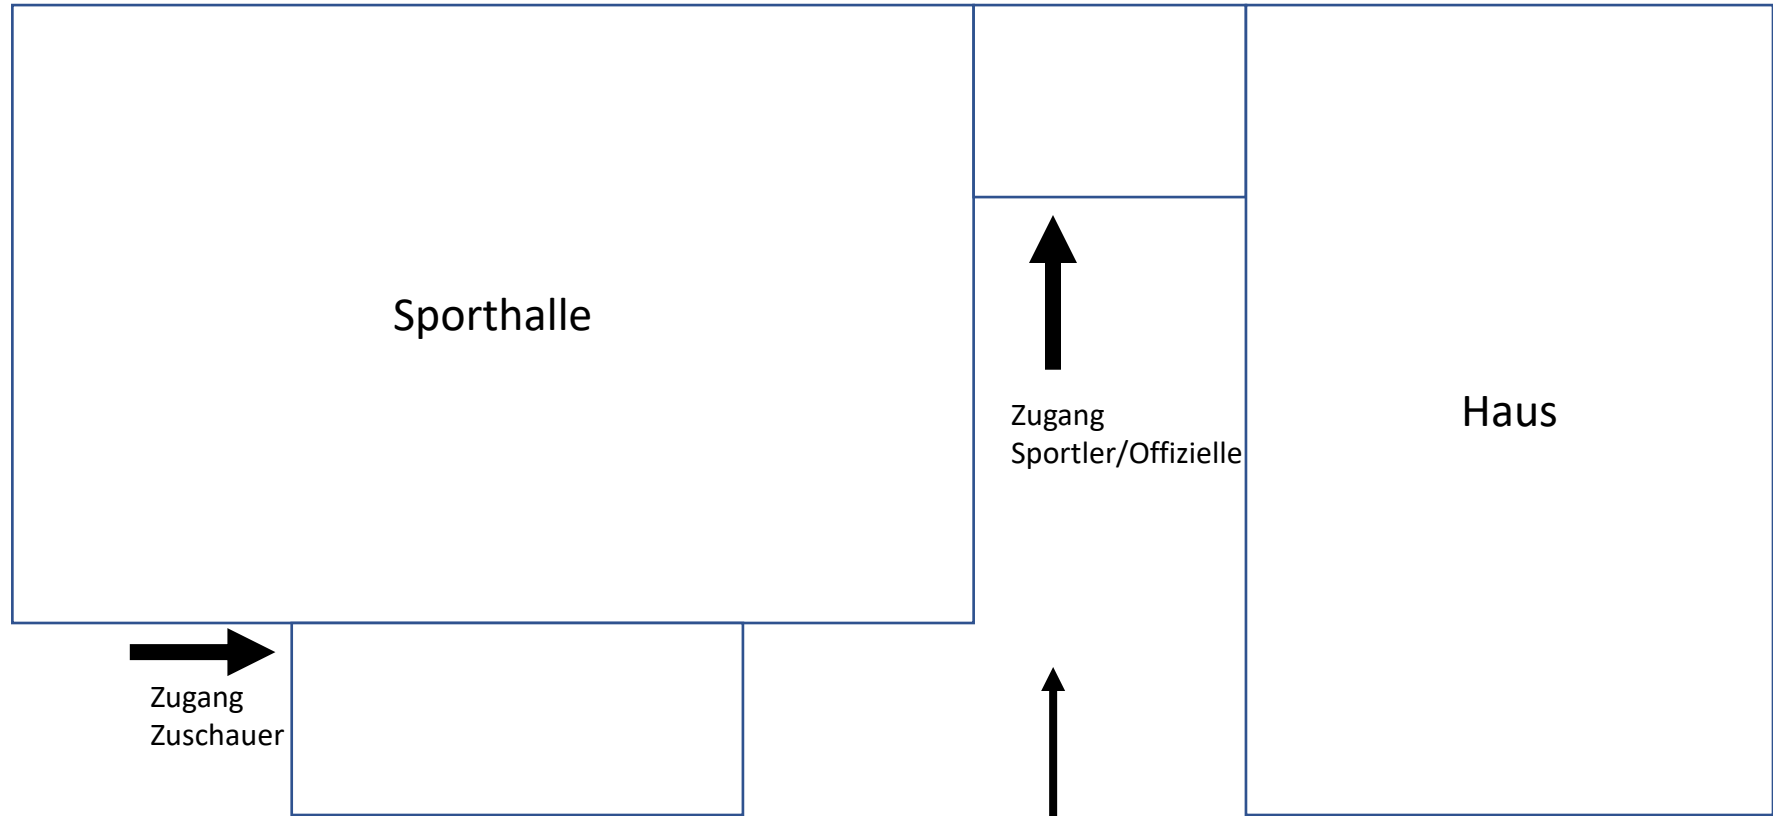 Sporthalle
Haus
Zugang
Sportler/Offizielle
Zugang
Zuschauer